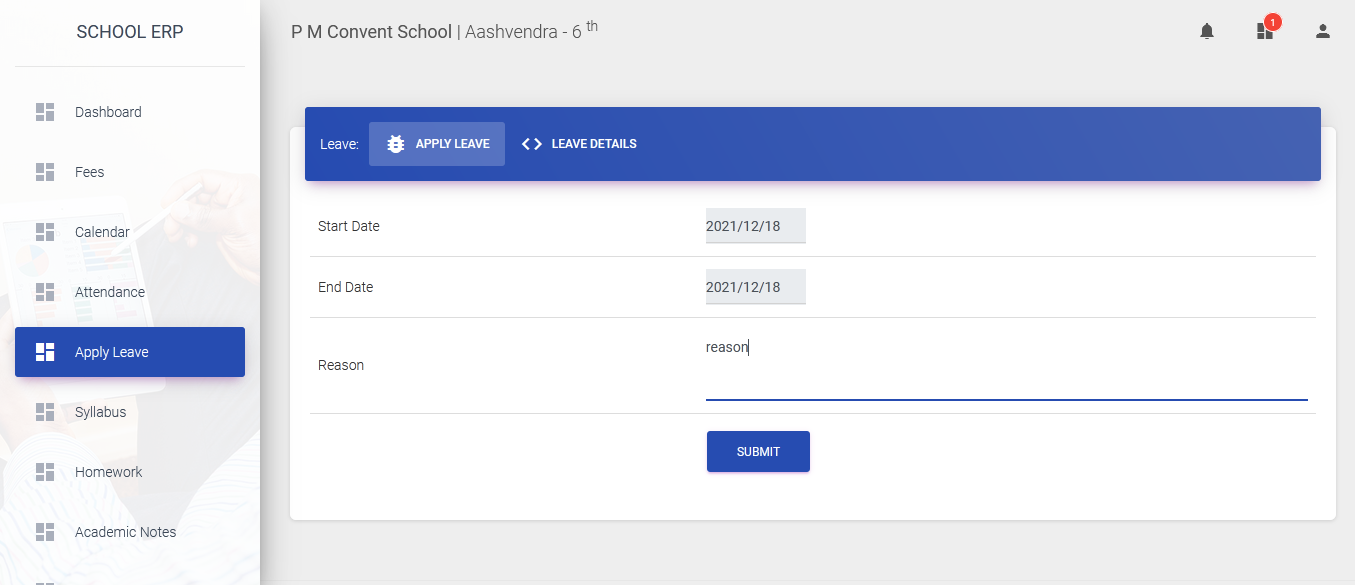 SCHOOL ERP
P M Convent School | Aashvendra - 6 th
1
Dashboard
Fees
Calendar
Attendance
Apply Leave
Syllabus
Homework
Academic Notes
Leave:
APPLY LEAVE
LEAVE DETAILS
Start Date
2021/12/18
End Date
2021/12/18
Reason
reason
SUBMIT